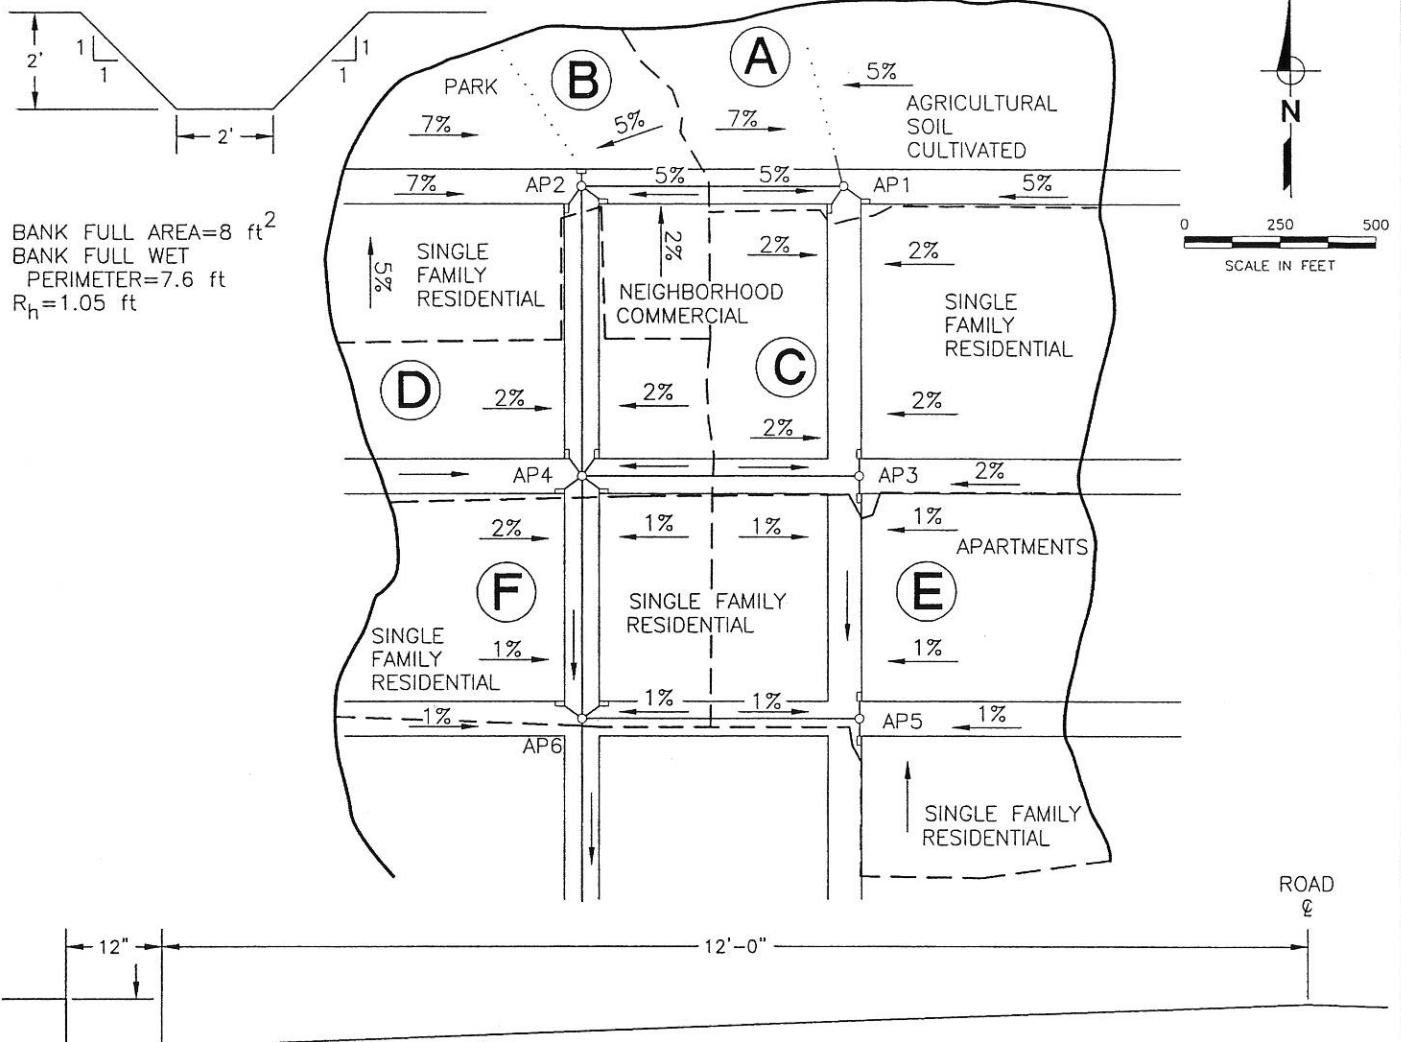 2'
1
1
1
1
2'
BANK FULL AREA=8 ft2
BANK FULL WET
PERIMETER=7.6 ft
Rh=1.05 ft
PARK
B
A
5%
7%
5%
7%
AGRICULTURAL
SOIL
CULTIVATED
N
7%
AP2
5%
5%
AP1
5%
0 250 500
SCALE IN FEET
5%
SINGLE
FAMILY
RESIDENTIAL
2%
2%
2%
NEIGHBORHOOD
COMMERCIAL
SINGLE
FAMILY
RESIDENTIAL
C
D
2%
2%
2%
2%
AP4
AP3
2%
2%
1%
1%
1%
APARTMENTS
F
SINGLE FAMILY
RESIDENTIAL
E
SINGLE
FAMILY
RESIDENTIAL
1%
1%
1%
1%
1%
AP5
1%
AP6
SINGLE FAMILY
RESIDENTIAL
ROAD
℄
12"
12'-0"